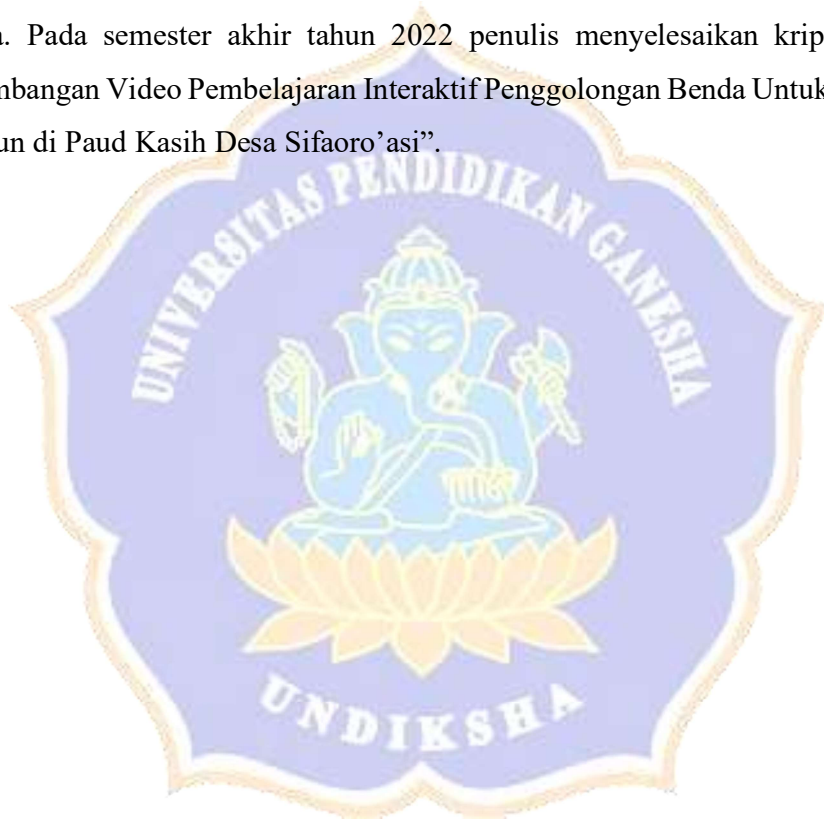 a. Pada semester akhir tahun 2022 penulis menyelesaikan krip
mbangan Video Pembelajaran Interaktif Penggolongan Benda Untuk
un di Paud Kasih Desa Sifaoro’asi”.
UNIVERSITAS PENDIDIKAN GANESHA
UNDIKSHA